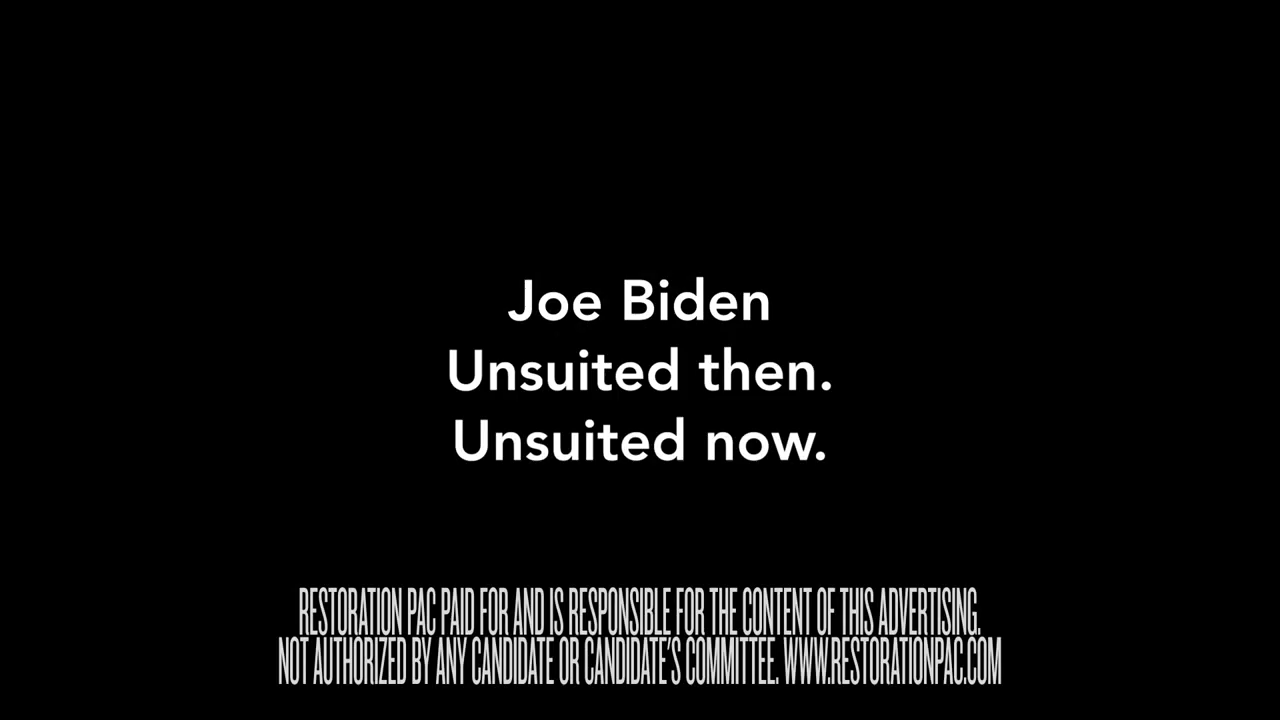 Joe Biden
Unsuited then.
Unsuited now.
RESTORATION PAC PAID FOR AND IS RESPONSIBLE FOR THE CONTENT OF THIS ADVERTISING.
NOT AUTHORIZED BY ANY CANDIDATE OR CANDIDATE'S COMMITTEE. WWW.RESTORATIONPAC.COM